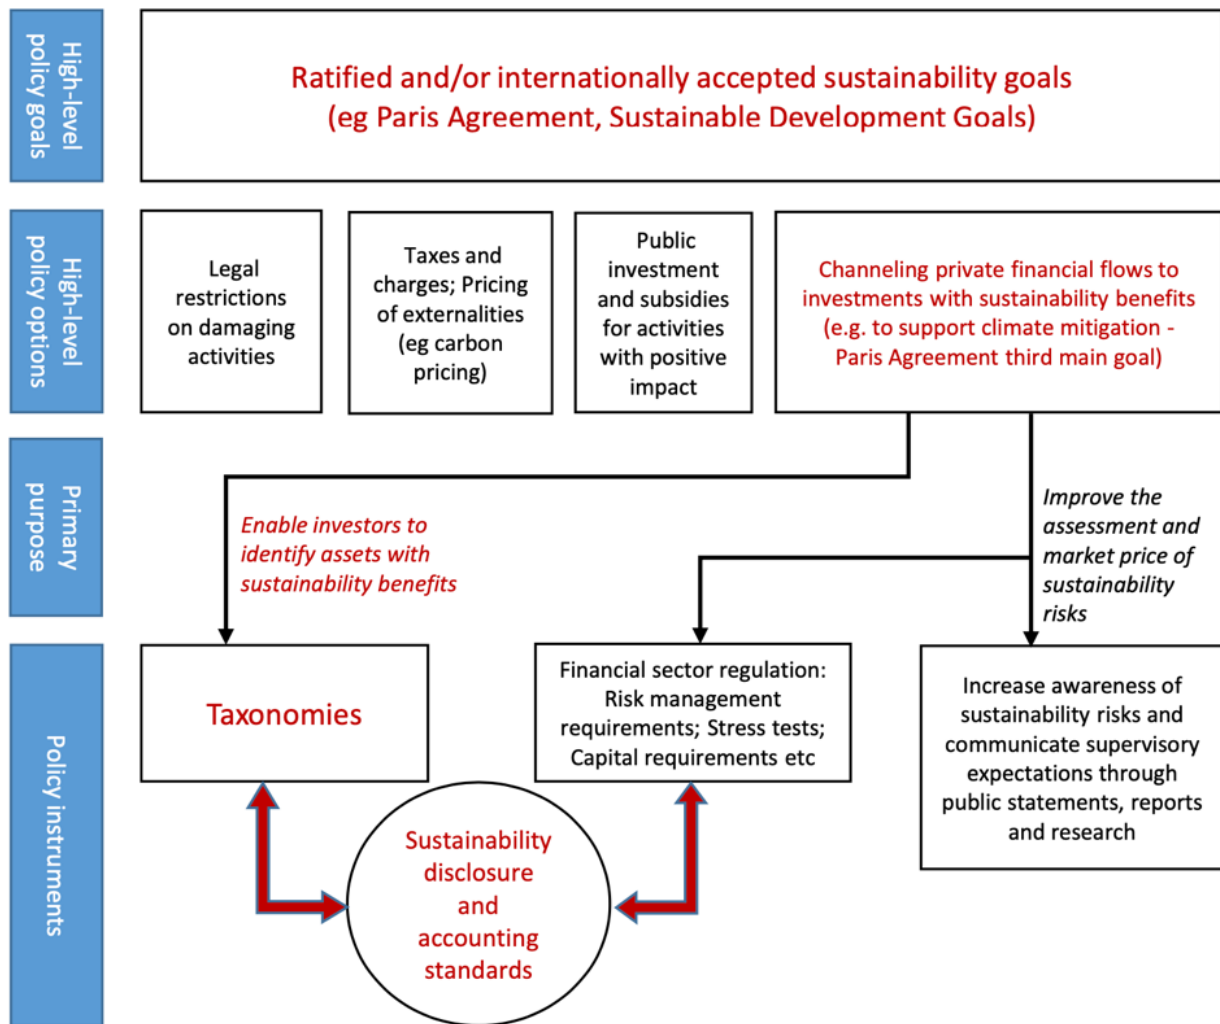 High-level
policy goals
Ratified and/or internationally accepted sustainability goals
(eg Paris Agreement, Sustainable Development Goals)
High-level
policy options
Legal
restrictions
on damaging
activities
Taxes and
charges; Pricing
of externalities
(eg carbon
pricing)
Public
investment
and subsidies
for activities
with positive
impact
Channeling private financial flows to
investments with sustainability benefits
(e.g. to support climate mitigation -
Paris Agreement third main goal)
Primary
purpose
Enable investors to
identify assets with
sustainability benefits
Improve the
assessment and
market price of
sustainability
risks
Policy instruments
Taxonomies
Financial sector regulation:
Risk management
requirements; Stress tests;
Capital requirements etc
Increase awareness of
sustainability risks and
communicate supervisory
expectations through
public statements, reports
and research
Sustainability
disclosure
and
accounting
standards